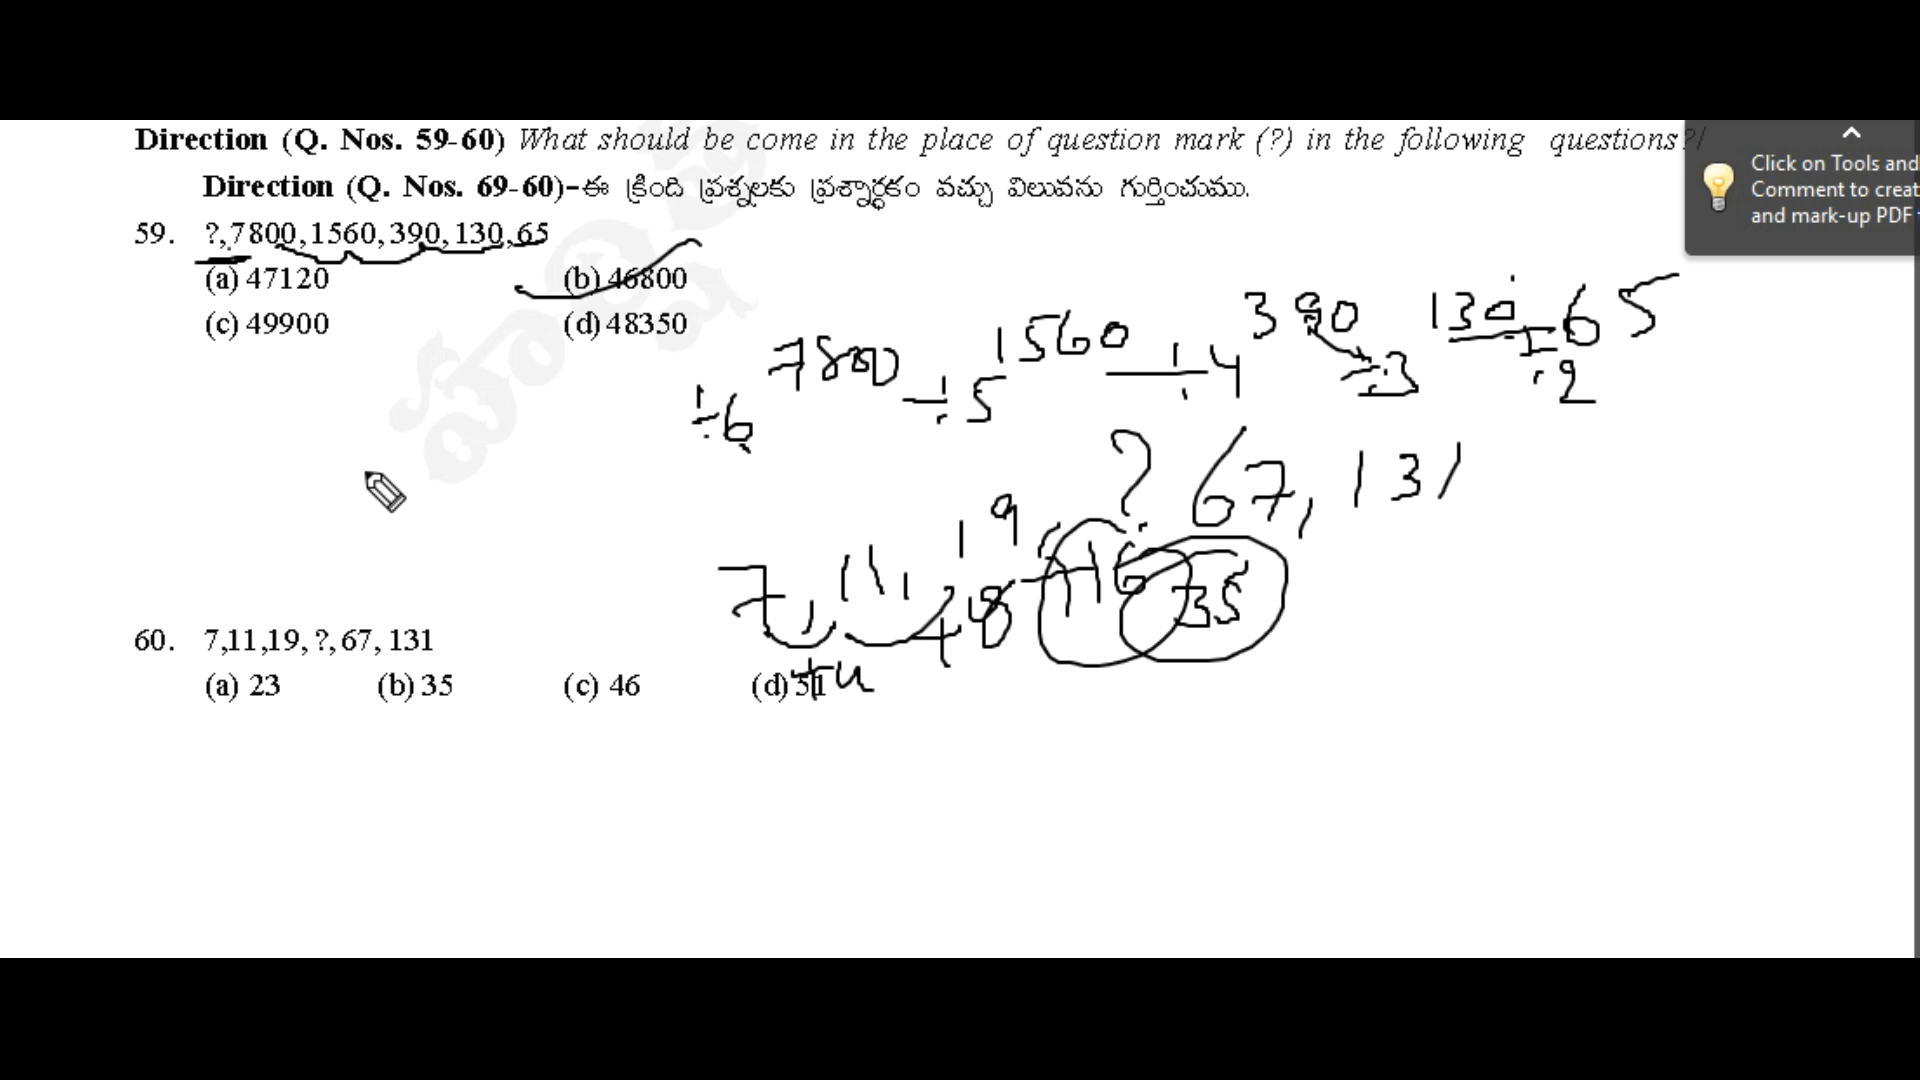 Direction (Q. Nos. 59-60) What should be come in the place of question mark (?) in the following questions?/
Direction (Q. Nos. 69-60)-ఈ క్రింది ప్రశ్నలకు ప్రశ్నార్థకం వచ్చు విలువను గుర్తించుము.
Click on Tools and
Comment to creat
and mark-up PDF
59. ?,7800,1560,390,130,65
(a) 47120 (b) 46800
(c) 49900 (d) 48350
7800 1560 390 130 65
÷6 ÷5 ÷4 ÷3 ÷2
7, 11, 19, ? 67, 131
+4 +8 +16 35
60. 7,11,19, ?, 67, 131
(a) 23 (b) 35 (c) 46 (d) 51